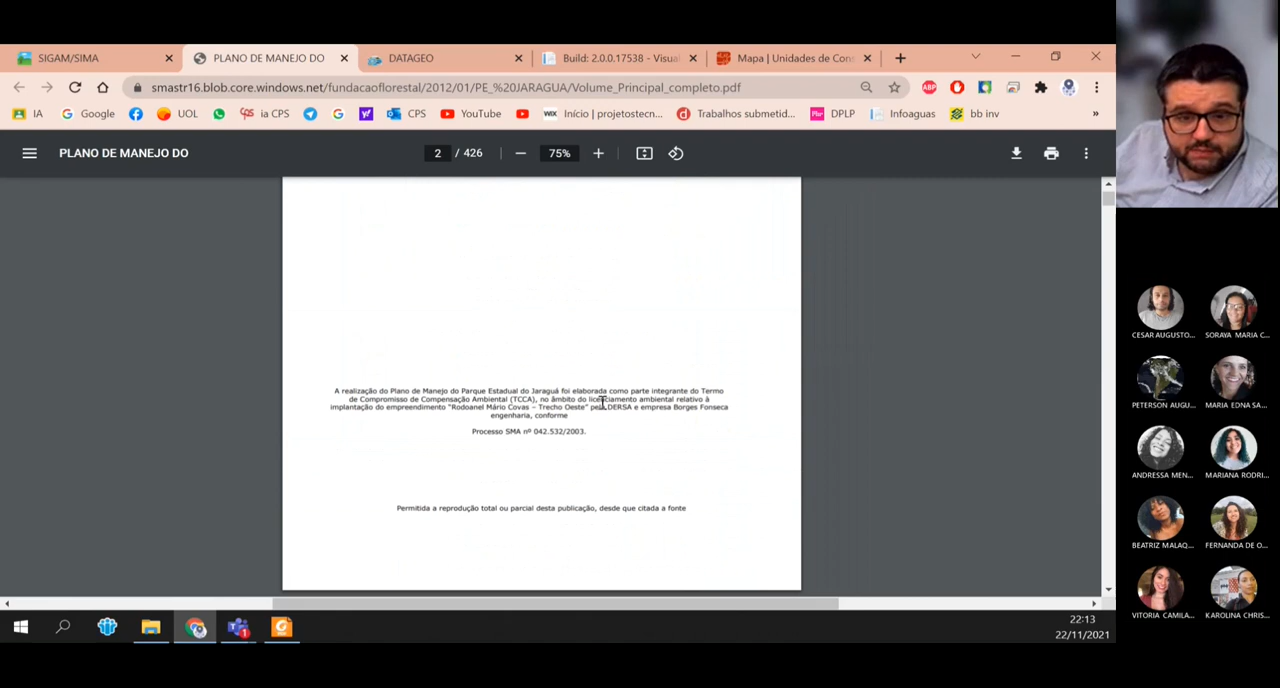 SIGAM/SIMA
PLANO DE MANEJO DO
DATAGEO
Build: 2.0.0.17538 - Visual
Mapa | Unidades de Con
smastr16.blob.core.windows.net/fundacaoflorestal/2012/01/PE_%20JARAGUA/Volume_Principal_completo.pdf
ABP
IA
Google
UOL
ia CPS
CPS
YouTube
WIX
Início | projetostecn...
Trabalhos submetid...
DPLP
Infoaguas
bb inv
»
PLANO DE MANEJO DO
2 / 426
75%
A realização do Plano de Manejo do Parque Estadual do Jaraguá foi elaborada como parte integrante do Termo
de Compromisso de Compensação Ambiental (TCCA), no âmbito do licenciamento ambiental relativo à
implantação do empreendimento “Rodoanel Mário Covas – Trecho Oeste” pela DERSA e empresa Borges Fonseca
engenharia, conforme
Processo SMA nº 042.532/2003.
Permitida a reprodução total ou parcial desta publicação, desde que citada a fonte
22:13
22/11/2021
CESAR AUGUSTO...
SORAYA MARIA C...
PETERSON AUGU...
MARIA EDNA SA...
ANDRESSA MEN...
MARIANA RODRI...
BEATRIZ MALAQ...
FERNANDA DE O...
VITORIA CAMILA...
KAROLINA CHRIS...